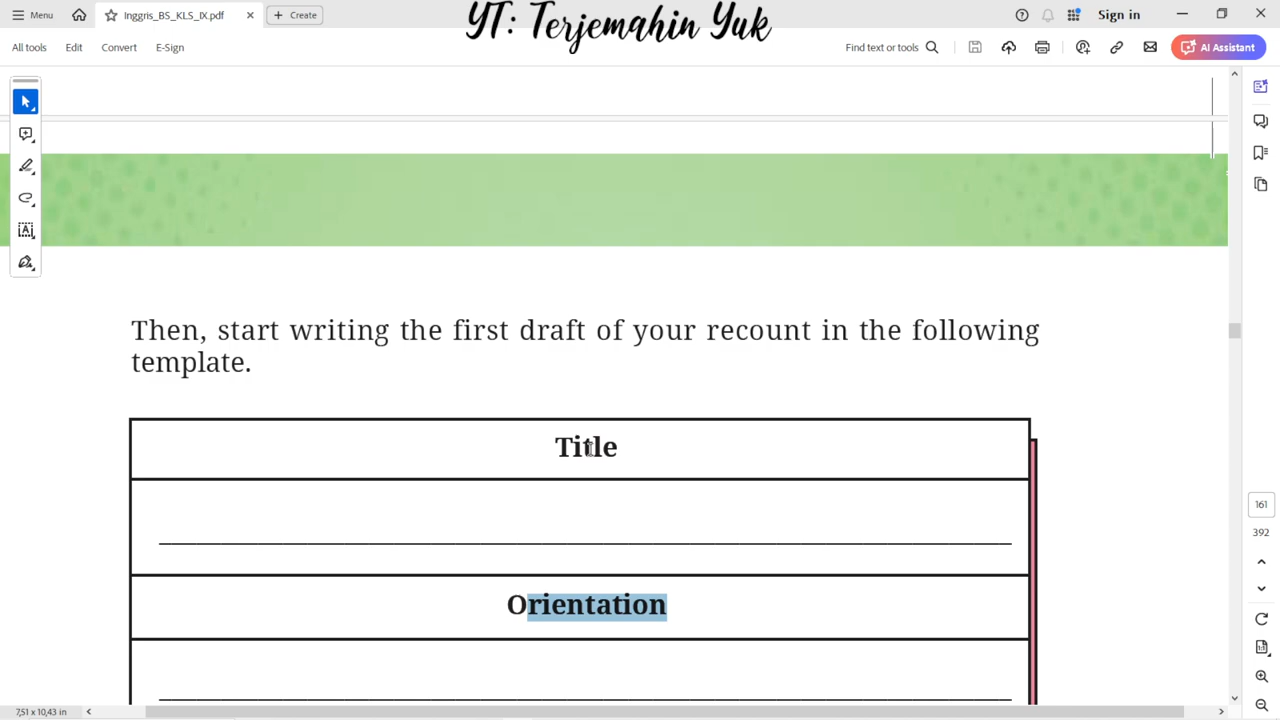 Menu
Inggris_BS_KLS_IX.pdf
Create
YT: Terjemahin Yuk
Sign in
All tools
Edit
Convert
E-Sign
Find text or tools
AI Assistant
Then, start writing the first draft of your recount in the following
template.
Title
Orientation
161
392
7,51 x 10,43 in